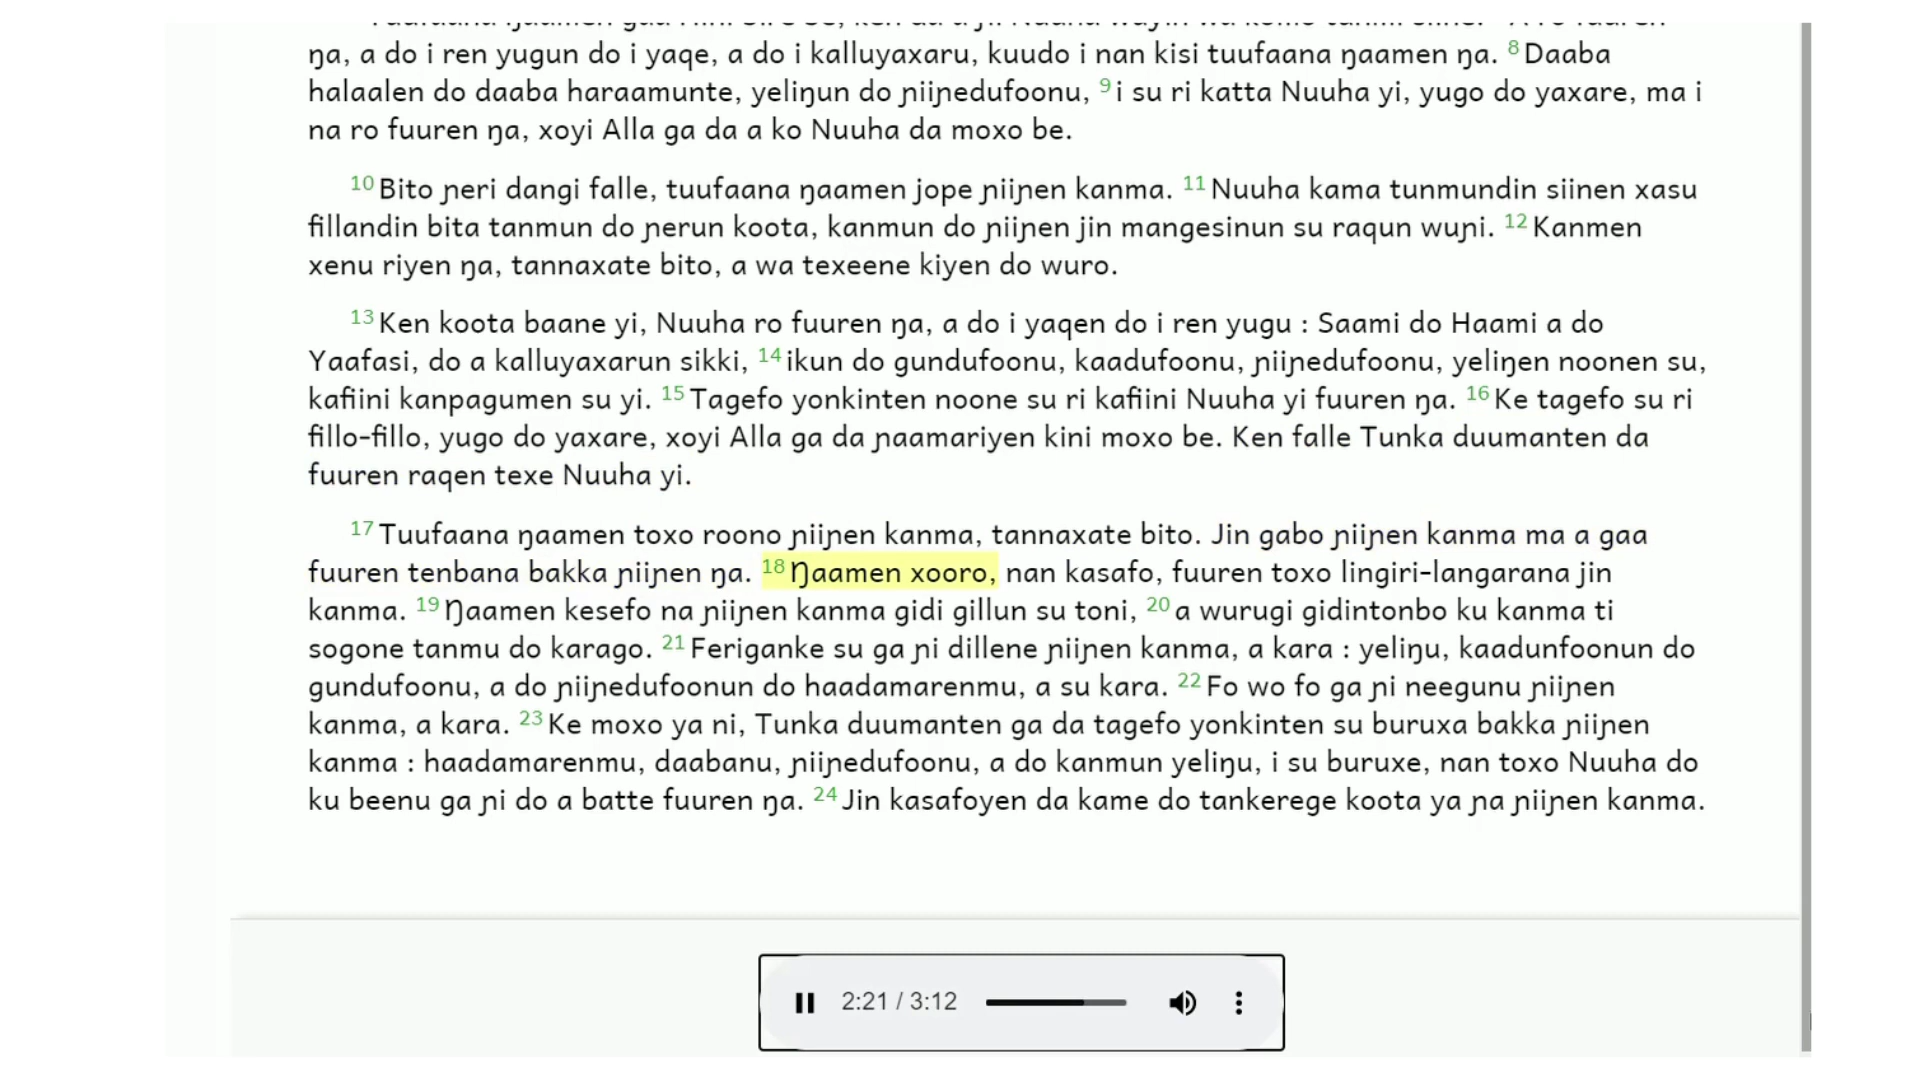 ŋa, a do i ren yugun do i yaqe, a do i kalluyaxaru, kuudo i nan kisi tuufaana ŋaamen ŋa. 8 Daaba
halaalen do daaba haraamunte, yeliŋun do ɲiiɲedufoonu, 9 i su ri katta Nuuha yi, yugo do yaxare, ma i
na ro fuuren ŋa, xoyi Alla ga da a ko Nuuha da moxo be.
10 Bito ɲeri dangi falle, tuufaana ŋaamen jope ɲiiɲen kanma. 11 Nuuha kama tunmundin siinen xasu
fillandin bita tanmun do ɲerun koota, kanmun do ɲiiɲen jin mangesinun su raqun wuɲi. 12 Kanmen
xenu riyen ŋa, tannaxate bito, a wa texeene kiyen do wuro.
13 Ken koota baane yi, Nuuha ro fuuren ŋa, a do i yaqen do i ren yugu : Saami do Haami a do
Yaafasi, do a kalluyaxarun sikki, 14 ikun do gundufoonu, kaadufoonu, ɲiiɲedufoonu, yeliŋen noonen su,
kafiini kanpagumen su yi. 15 Tagefo yonkinten noone su ri kafiini Nuuha yi fuuren ŋa. 16 Ke tagefo su ri
fillo-fillo, yugo do yaxare, xoyi Alla ga da ɲaamariyen kini moxo be. Ken falle Tunka duumanten da
fuuren raqen texe Nuuha yi.
17 Tuufaana ŋaamen toxo roono ɲiiɲen kanma, tannaxate bito. Jin gabo ɲiiɲen kanma ma a gaa
fuuren tenbana bakka ɲiiɲen ŋa. 18 Ŋaamen xooro, nan kasafo, fuuren toxo lingiri-langarana jin
kanma. 19 Ŋaamen kesefo na ɲiiɲen kanma gidi gillun su toni, 20 a wurugi gidintonbo ku kanma ti
sogone tanmu do karago. 21 Feriganke su ga ɲi dillene ɲiiɲen kanma, a kara : yeliŋu, kaadunfoonun do
gundufoonu, a do ɲiiɲedufoonun do haadamarenmu, a su kara. 22 Fo wo fo ga ɲi neegunu ɲiiɲen
kanma, a kara. 23 Ke moxo ya ni, Tunka duumanten ga da tagefo yonkinten su buruxa bakka ɲiiɲen
kanma : haadamarenmu, daabanu, ɲiiɲedufoonu, a do kanmun yeliŋu, i su buruxe, nan toxo Nuuha do
ku beenu ga ɲi do a batte fuuren ŋa. 24 Jin kasafoyen da kame do tankerege koota ya ɲa ɲiiɲen kanma.
2:21 / 3:12